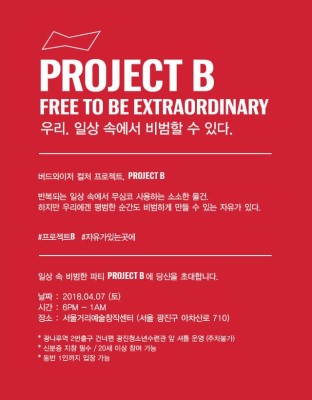 PROJECT B
FREE TO BE EXTRAORDINARY
우리. 일상 속에서 비범할 수 있다.
버드와이저 컬처 프로젝트, PROJECT B
반복되는 일상 속에서 무심코 사용하는 소소한 물건.
하지만 우리에겐 평범한 순간도 비범하게 만들 수 있는 자유가 있다.
#프로젝트B #자유가있는곳에
일상 속 비범한 파티 PROJECT B 에 당신을 초대합니다.
날짜 : 2018.04.07 (토)
시간 : 6PM – 1AM
장소 : 서울거리예술창작센터 (서울 광진구 아차산로 710)
* 광나루역 2번출구 건너편 광진청소년수련관 앞 셔틀 운영 (주차불가)
* 신분증 지참 필수 / 20세 이상 참여 가능
* 동반 1인까지 입장 가능